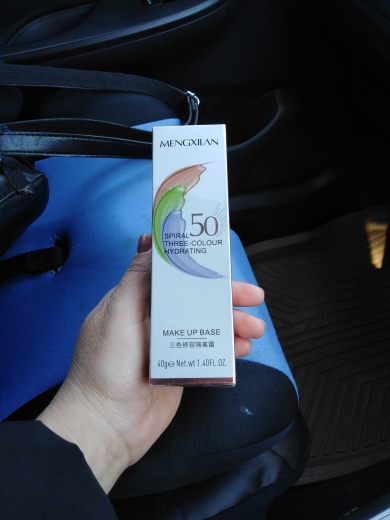 MENGXILAN
50
SPIRAL
THREE-COLOUR
HYDRATING
MAKE UP BASE
三色修容隔离霜
40g℮ Net.wt 1.40FL.OZ.